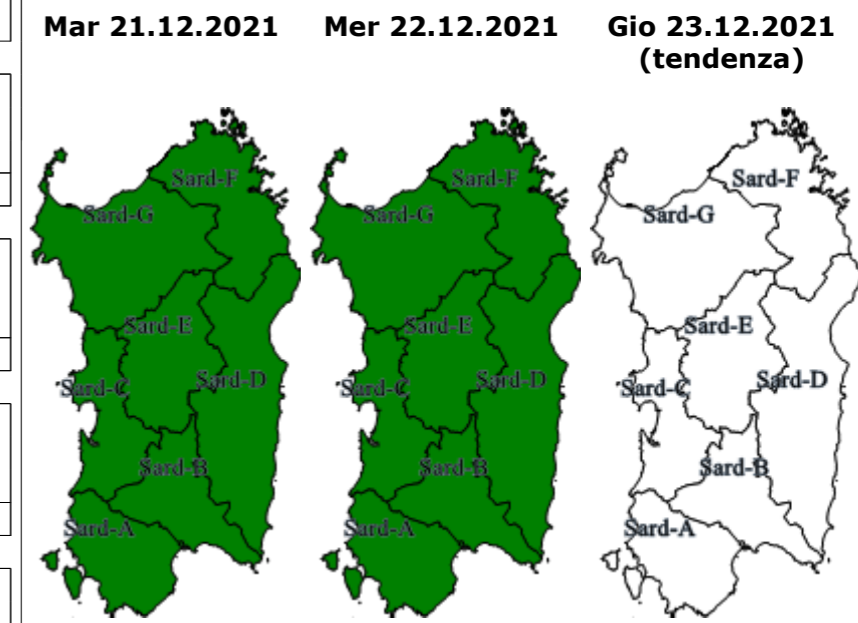 Mar 21.12.2021
Mer 22.12.2021
Gio 23.12.2021
(tendenza)
Sard-F
Sard-G
Sard-E
Sard-C
Sard-D
Sard-B
Sard-A
Sard-F
Sard-G
Sard-E
Sard-C
Sard-D
Sard-B
Sard-A
Sard-F
Sard-G
Sard-E
Sard-C
Sard-D
Sard-B
Sard-A